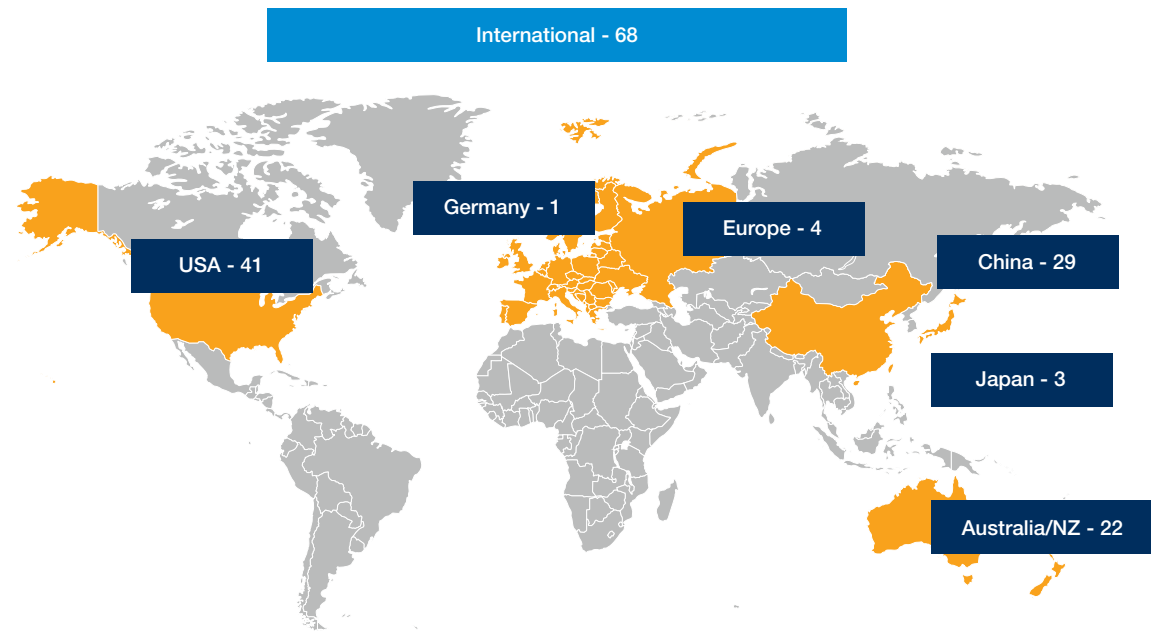 International - 68
Germany - 1
Europe - 4
USA - 41
China - 29
Japan - 3
Australia/NZ - 22